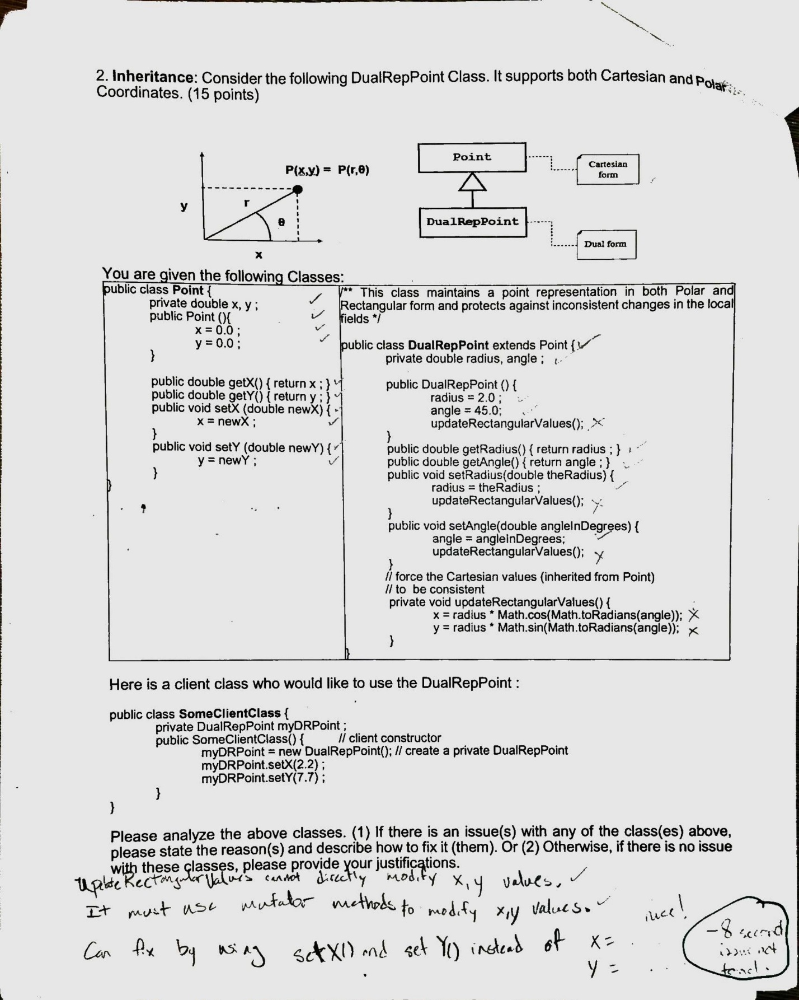 2. Inheritance: Consider the following DualRepPoint Class. It supports both Cartesian and Polar
Coordinates. (15 points)
P(x,y) = P(r,θ)
y
r
θ
x
Point
Cartesian
form
DualRepPoint
Dual form
You are given the following Classes:
public class Point {
private double x, y ;
public Point (){
x = 0.0 ;
y = 0.0 ;
}
public double getX() { return x ; }
public double getY() { return y ; }
public void setX (double newX) {
x = newX ;
}
public void setY (double newY) {
y = newY ;
}
}
/** This class maintains a point representation in both Polar and
Rectangular form and protects against inconsistent changes in the local
fields */
public class DualRepPoint extends Point {
private double radius, angle ;
public DualRepPoint () {
radius = 2.0 ;
angle = 45.0;
updateRectangularValues();
}
public double getRadius() { return radius ; }
public double getAngle() { return angle ; }
public void setRadius(double theRadius) {
radius = theRadius ;
updateRectangularValues();
}
public void setAngle(double angleInDegrees) {
angle = angleInDegrees;
updateRectangularValues();
}
// force the Cartesian values (inherited from Point)
// to be consistent
private void updateRectangularValues() {
x = radius * Math.cos(Math.toRadians(angle));
y = radius * Math.sin(Math.toRadians(angle));
}
}
Here is a client class who would like to use the DualRepPoint :
public class SomeClientClass {
private DualRepPoint myDRPoint ;
public SomeClientClass() { // client constructor
myDRPoint = new DualRepPoint(); // create a private DualRepPoint
myDRPoint.setX(2.2) ;
myDRPoint.setY(7.7) ;
}
}
Please analyze the above classes. (1) If there is an issue(s) with any of the class(es) above,
please state the reason(s) and describe how to fix it (them). Or (2) Otherwise, if there is no issue
with these classes, please provide your justifications.
UpdateRectangularValues cannot directly modify x,y values.
It must use mutator methods to modify x,y values.
nice!
Can fix by using setX() and set Y() instead of x =
y = . . .
-8 second
issue not